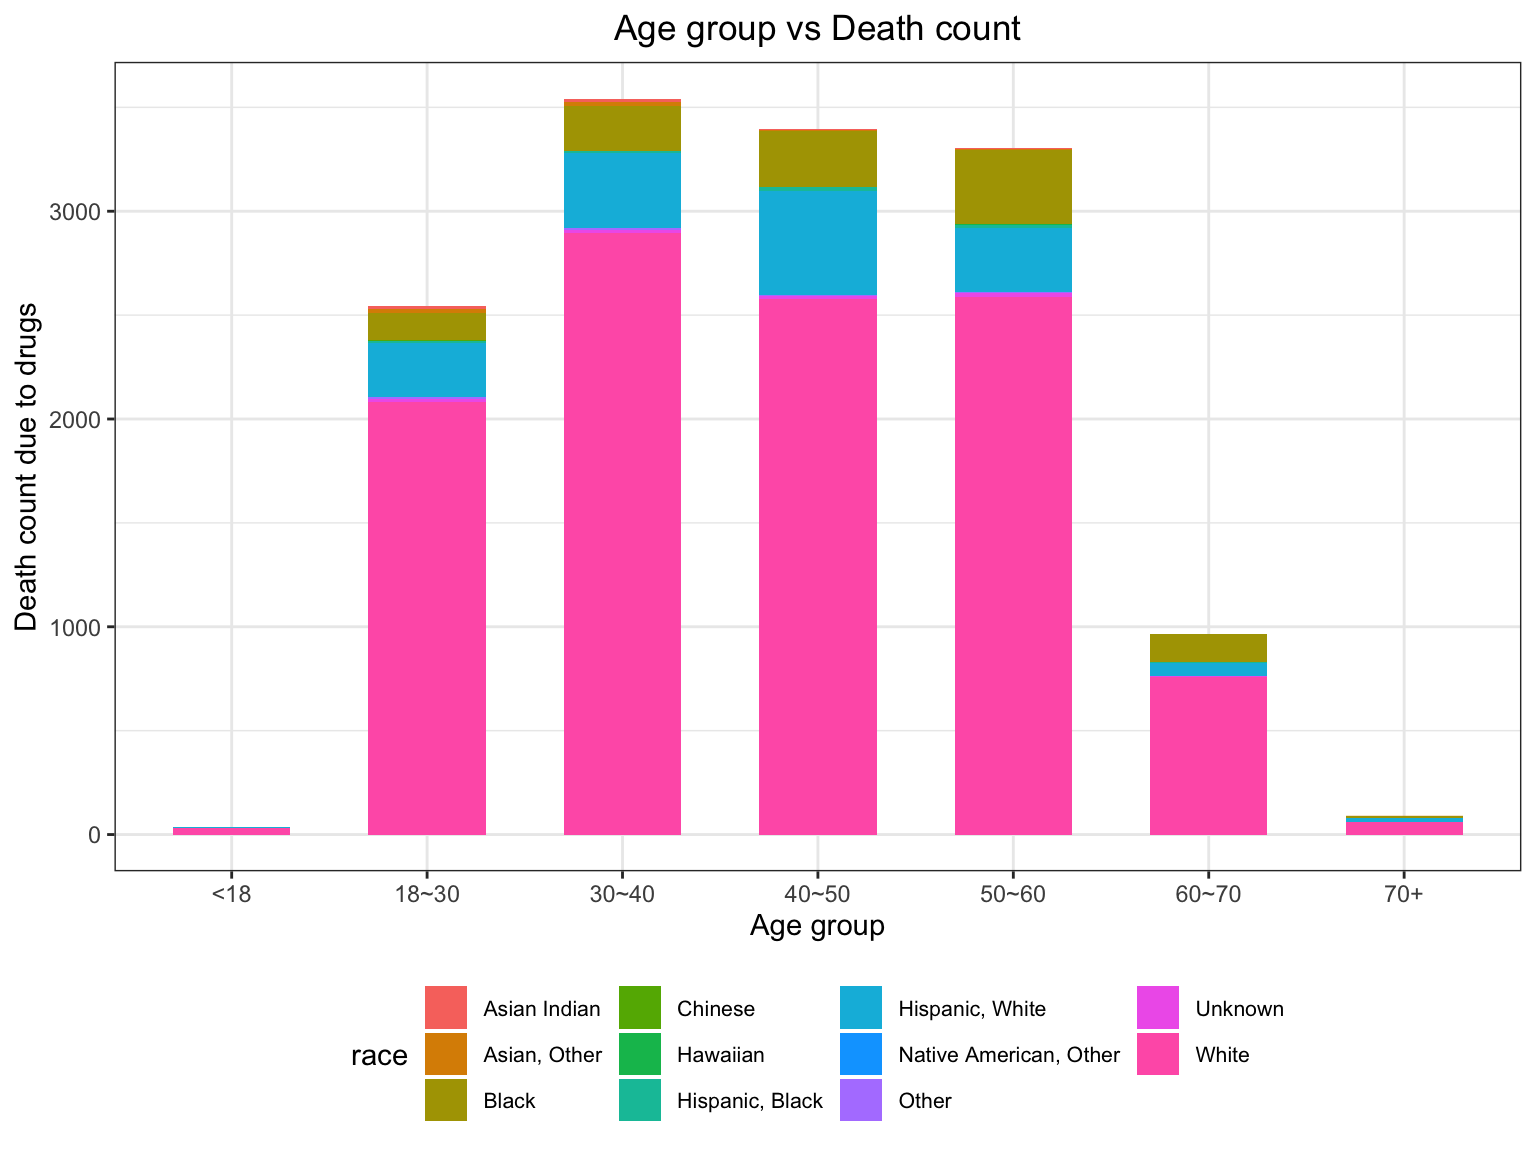 Age group vs Death count
Death count due to drugs
3000
2000
1000
0
<18
18~30
30~40
40~50
50~60
60~70
70+
Age group
race
Asian Indian
Asian, Other
Black
Chinese
Hawaiian
Hispanic, Black
Hispanic, White
Native American, Other
Other
Unknown
White